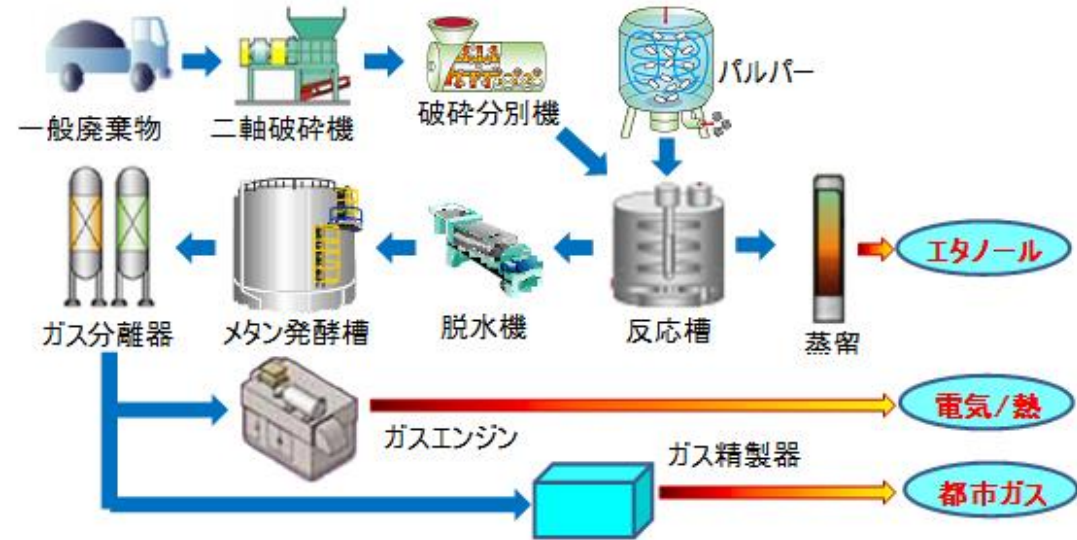 パルパー
一般廃棄物
二軸破砕機
破砕分別機
エタノール
ガス分離器
メタン発酵槽
脱水機
反応槽
蒸留
電気/熱
ガスエンジン
ガス精製器
都市ガス